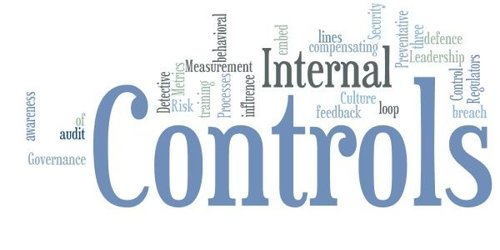 awareness
of
audit
Governance
Controls
Detective
Risk
Metrics
training
Measurement
Processes
behavioral
influence
Internal
embed
lines
compensating
Culture
feedback
loop
Security
Preventative
three
defence
Leadership
Control
Regulators
breach